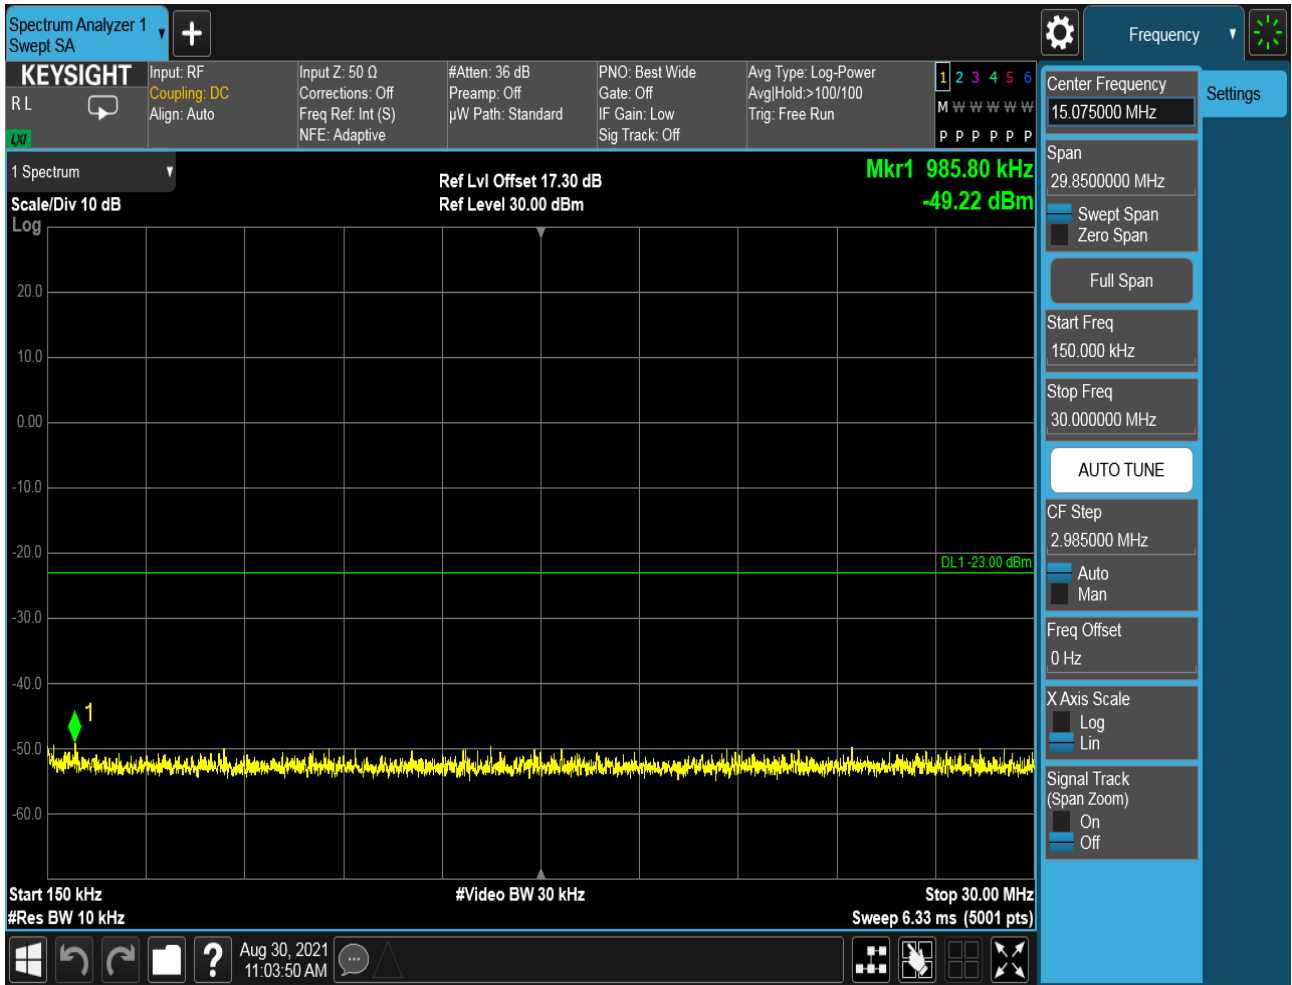 Spectrum Analyzer 1
Swept SA
Frequency
KEYSIGHT
R L
LXI
Input: RF
Coupling: DC
Align: Auto
Input Z: 50 Ω
Corrections: Off
Freq Ref: Int (S)
NFE: Adaptive
#Atten: 36 dB
Preamp: Off
µW Path: Standard
PNO: Best Wide
Gate: Off
IF Gain: Low
Sig Track: Off
Avg Type: Log-Power
Avg|Hold:>100/100
Trig: Free Run
1 2 3 4 5 6
M W W W W W
P P P P P P
1 Spectrum
Scale/Div 10 dB
Log
Ref Lvl Offset 17.30 dB
Ref Level 30.00 dBm
Mkr1 985.80 kHz
-49.22 dBm
20.0
10.0
0.00
-10.0
-20.0
DL1 -23.00 dBm
-30.0
-40.0
1
-50.0
-60.0
Start 150 kHz
#Video BW 30 kHz
Stop 30.00 MHz
#Res BW 10 kHz
Sweep 6.33 ms (5001 pts)
?
Aug 30, 2021
11:03:50 AM
Center Frequency
15.075000 MHz
Settings
Span
29.8500000 MHz
Swept Span
Zero Span
Full Span
Start Freq
150.000 kHz
Stop Freq
30.000000 MHz
AUTO TUNE
CF Step
2.985000 MHz
Auto
Man
Freq Offset
0 Hz
X Axis Scale
Log
Lin
Signal Track
(Span Zoom)
On
Off